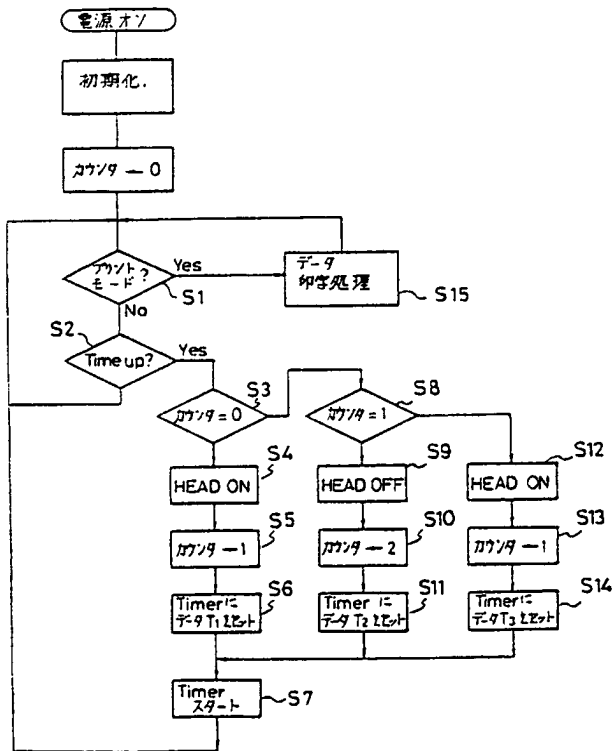 電源オン
初期化.
カウンタ ← 0
プリント
モード?
Yes
S1
No
データ
印字処理
S15
S2
Time up?
Yes
カウンタ = 0
S3
カウンタ = 1
S8
S4
HEAD ON
S9
HEAD OFF
S12
HEAD ON
S5
カウンタ ← 1
S10
カウンタ ← 2
S13
カウンタ ← 1
S6
Timerに
データT₁をセット
S11
Timerに
データT₂をセット
S14
Timerに
データT₃をセット
Timer
スタート
S7